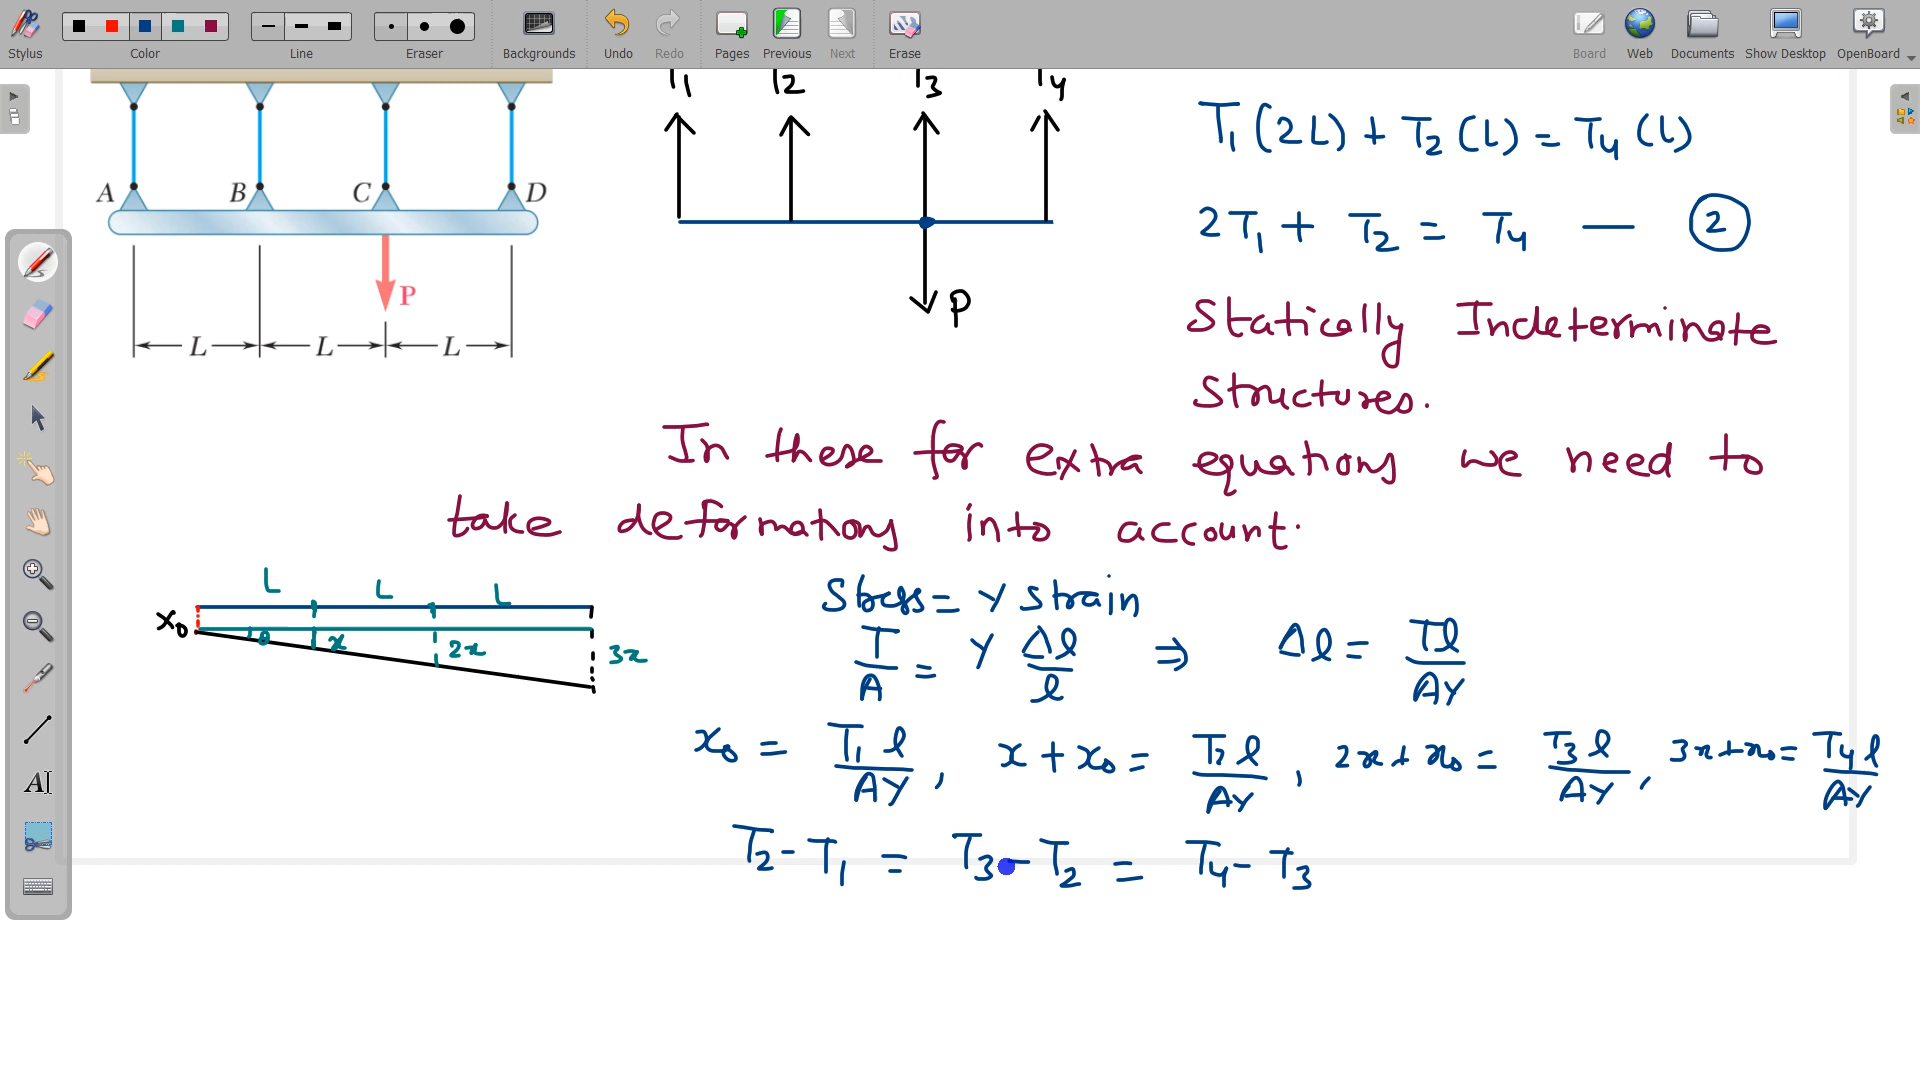 Stylus Color Line Eraser Backgrounds Undo Redo Pages Previous Next Erase Board Web Documents Show Desktop OpenBoard
T1 T2 T3 T4
A B C D
P
L L L
P
T1 (2L) + T2 (L) = T4 (L)
2T1 + T2 = T4 — 2
Statically Indeterminate
Structures.
In these for extra equations we need to
take deformations into account.
L L L
x0 θ x 2x 3x
Stress = Y strain
T/A = Y Δl/l ⇒ Δl = Tl/AY
x0 = T1 l/AY, x + x0 = T2 l/AY, 2x + x0 = T3 l/AY, 3x + x0 = T4 l/AY
T2 - T1 = T3 - T2 = T4 - T3